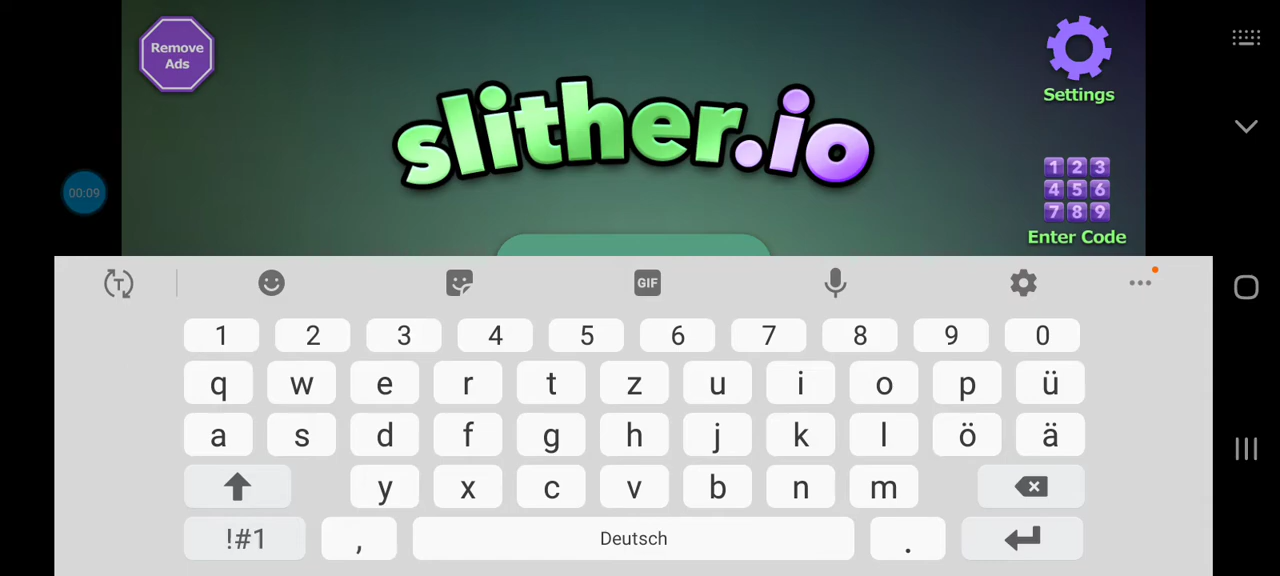 Remove
Ads
slither.io
Settings
1 2 3
4 5 6
7 8 9
Enter Code
00:09
T
GIF
1 2 3 4 5 6 7 8 9 0
q w e r t z u i o p ü
a s d f g h j k l ö ä
y x c v b n m
!#1 , Deutsch .